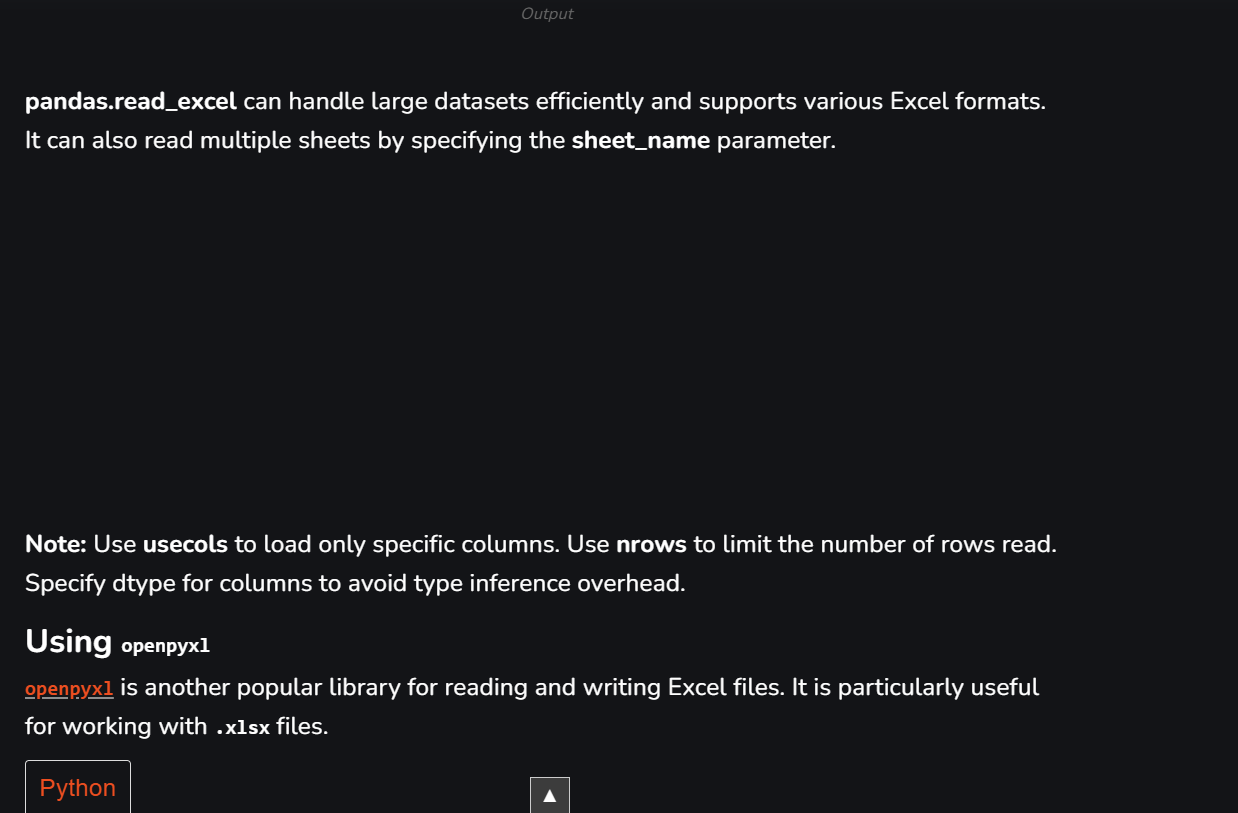 Output
pandas.read_excel can handle large datasets efficiently and supports various Excel formats.
It can also read multiple sheets by specifying the sheet_name parameter.
Note: Use usecols to load only specific columns. Use nrows to limit the number of rows read.
Specify dtype for columns to avoid type inference overhead.
Using openpyxl
openpyxl is another popular library for reading and writing Excel files. It is particularly useful
for working with .xlsx files.
Python